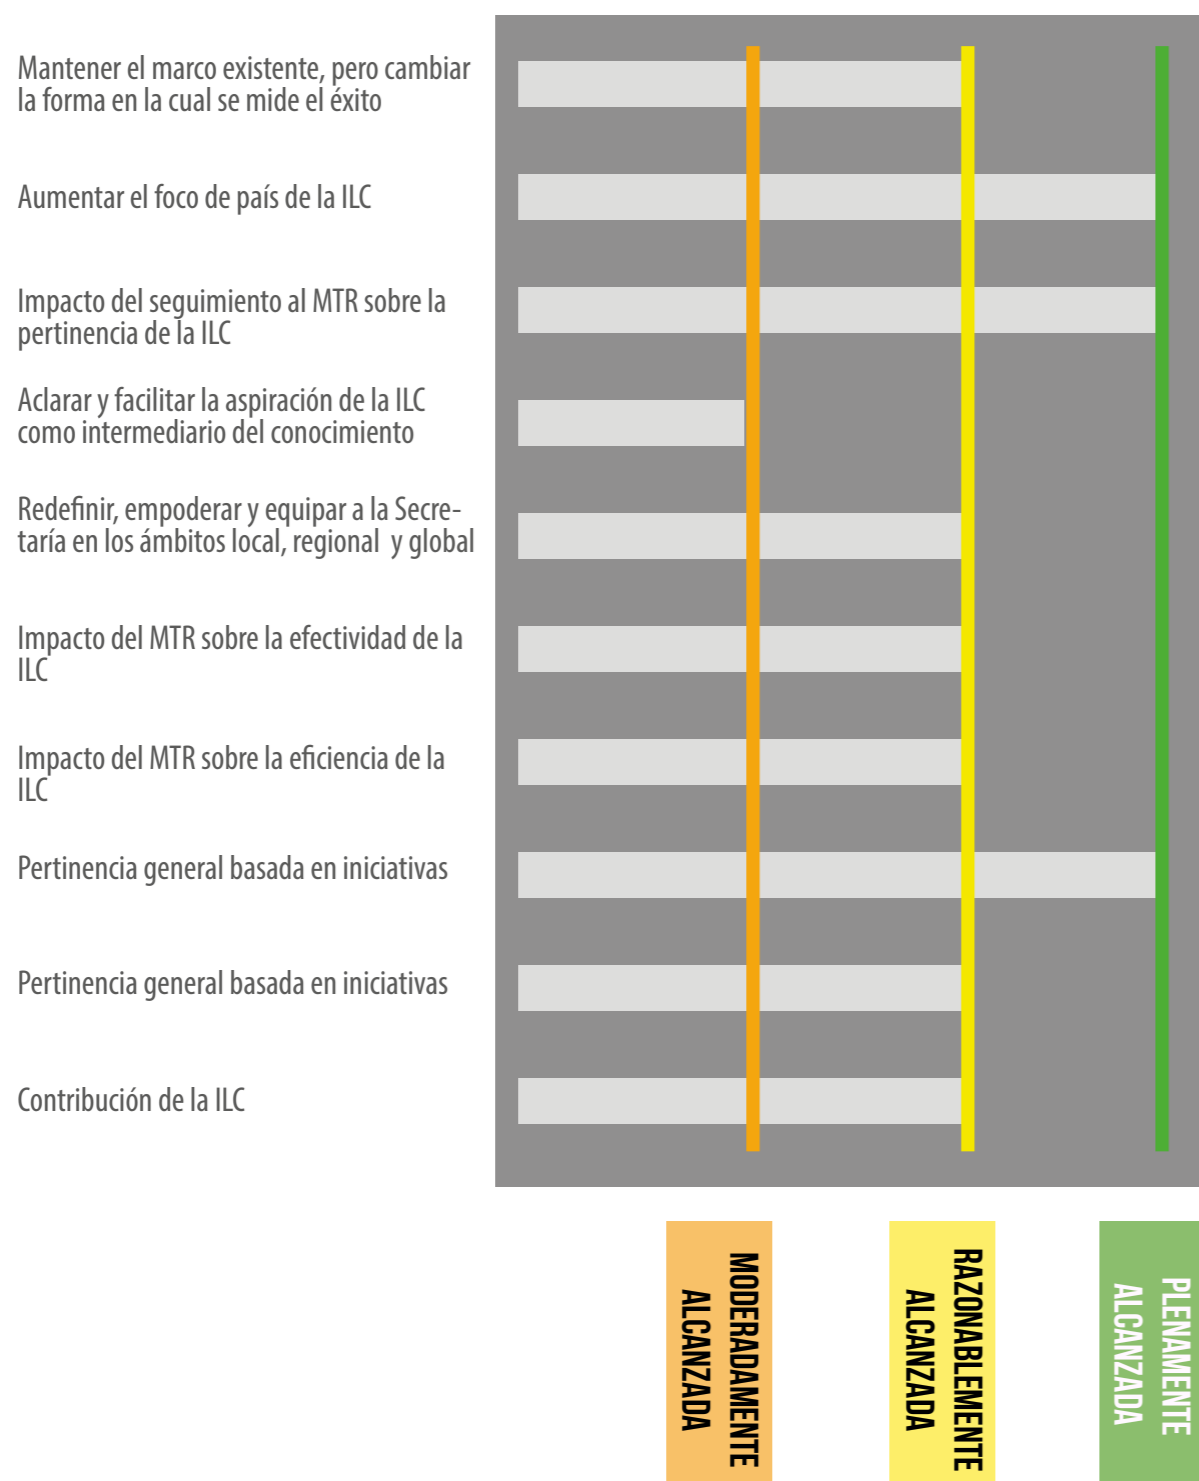 Mantener el marco existente, pero cambiar
la forma en la cual se mide el éxito
Aumentar el foco de país de la ILC
Impacto del seguimiento al MTR sobre la
pertinencia de la ILC
Aclarar y facilitar la aspiración de la ILC
como intermediario del conocimiento
Redefinir, empoderar y equipar a la Secre-
taría en los ámbitos local, regional y global
Impacto del MTR sobre la efectividad de la
ILC
Impacto del MTR sobre la eficiencia de la
ILC
Pertinencia general basada en iniciativas
Pertinencia general basada en iniciativas
Contribución de la ILC
MODERADAMENTE
ALCANZADA
RAZONABLEMENTE
ALCANZADA
PLENAMENTE
ALCANZADA